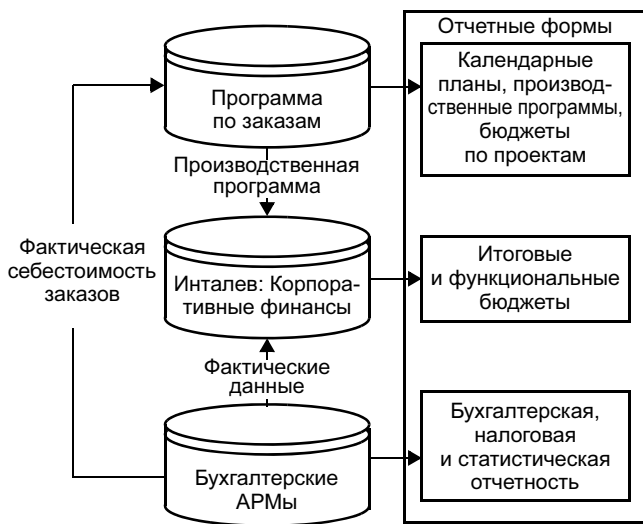 Отчетные формы
Программа
по заказам
Календарные
планы, производ-
ственные программы,
бюджеты
по проектам
Производственная
программа
Фактическая
себестоимость
заказов
Инталев: Корпора-
тивные финансы
Итоговые
и функциональные
бюджеты
Фактические
данные
Бухгалтерские
АРМы
Бухгалтерская,
налоговая
и статистическая
отчетность